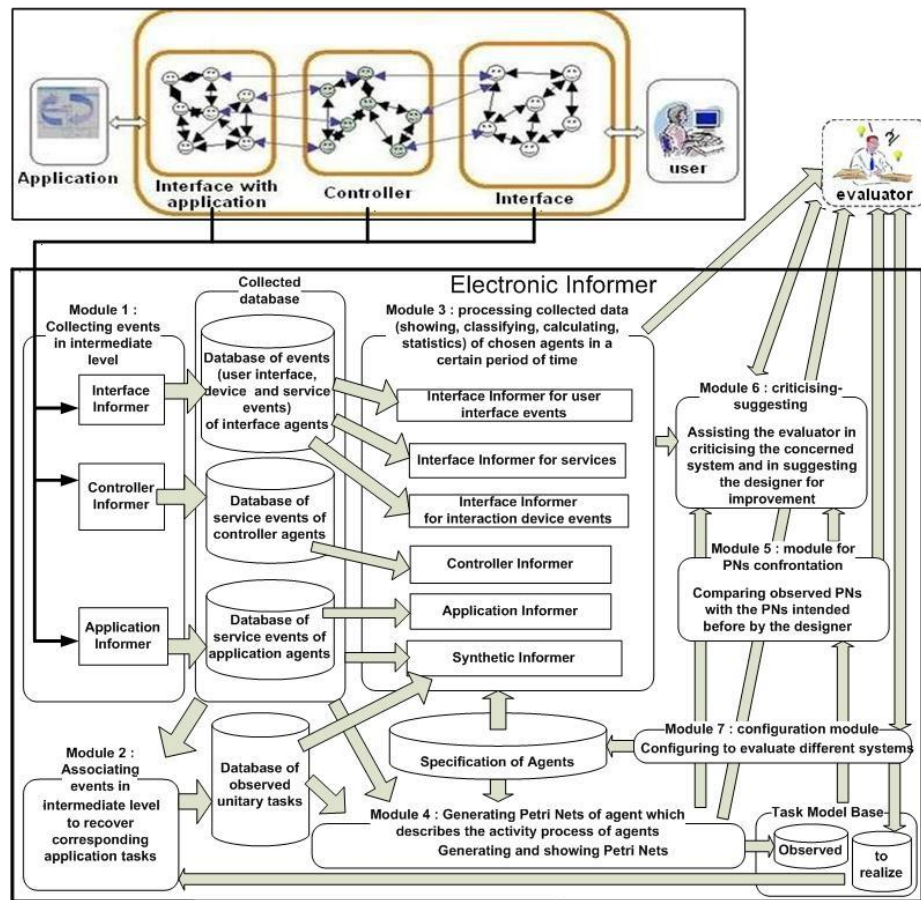 Application
Interface with
application
Controller
Interface
user
evaluator
Electronic Informer
Module 1 :
Collecting events
in intermediate
level
Interface
Informer
Controller
Informer
Application
Informer
Collected
database
Database of events
(user interface,
device and service
events)
of interface agents
Database of
service events of
controller agents
Database of
service events of
application agents
Module 3 : processing collected data
(showing, classifying, calculating,
statistics) of chosen agents in a
certain period of time
Interface Informer for user
interface events
Interface Informer for services
Interface Informer
for interaction device events
Controller Informer
Application Informer
Synthetic Informer
Module 6 : criticising-
suggesting
Assisting the evaluator in
criticising the concerned
system and in suggesting
the designer for
improvement
Module 5 : module for
PNs confrontation
Comparing observed PNs
with the PNs intended
before by the designer
Module 7 : configuration module
Configuring to evaluate different systems
Specification of Agents
Module 2 :
Associating
events in
intermediate level
to recover
corresponding
application tasks
Database of
observed
unitary tasks
Module 4 : Generating Petri Nets of agent which
describes the activity process of agents
Generating and showing Petri Nets
Task Model Base
Observed
to
realize